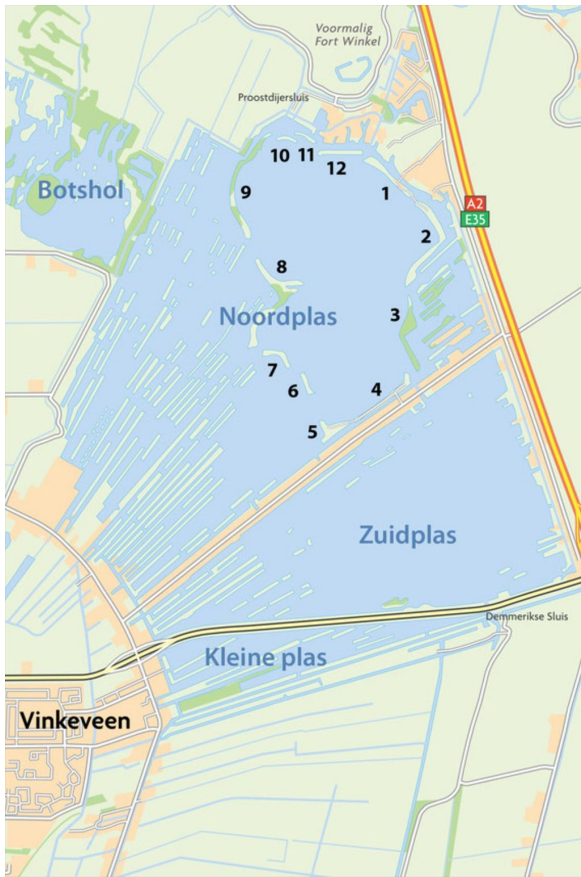 Voormalig
Fort Winkel
Proostdijersluis
10
11
12
Botshol
9
1
A2
E35
2
8
Noordplas
3
7
6
4
5
Zuidplas
Demmerikse Sluis
Kleine plas
Vinkeveen